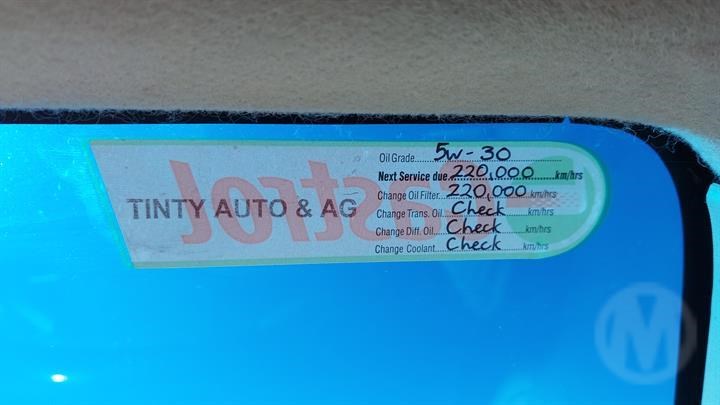 Oil Grade......5W-30
Next Service due 220,000 km/hrs
Change Oil Filter..220,000 km/hrs
TINTY AUTO & AG
Change Trans. Oil..Check km/hrs
Change Diff. Oil....Check km/hrs
Change Coolant..Check km/hrs
Castrol
M